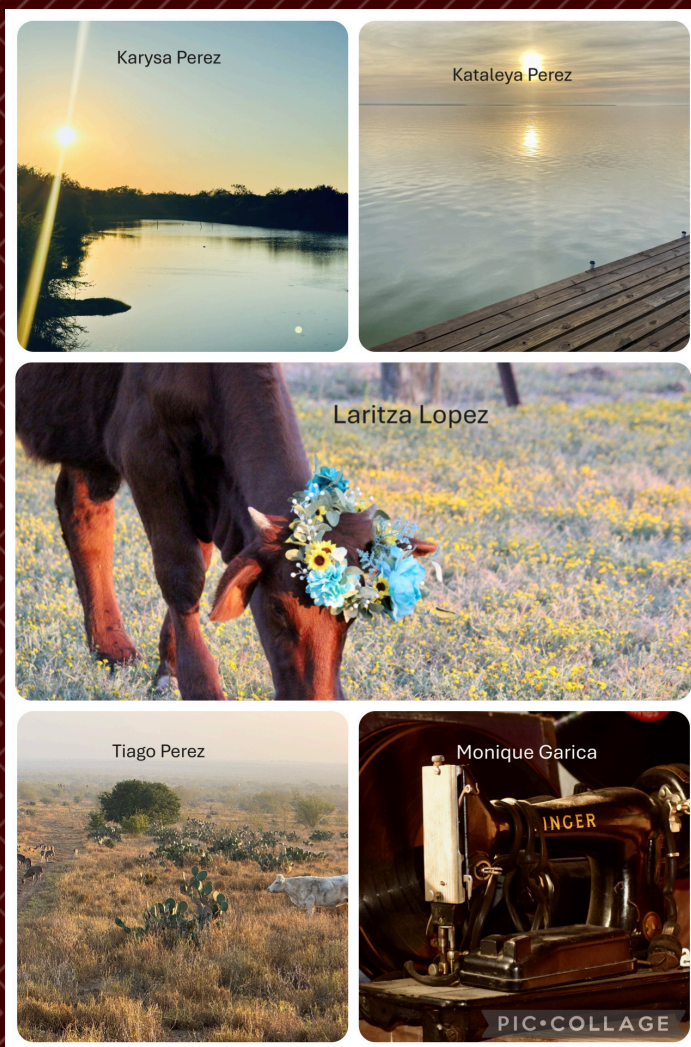 Karysa Perez
Kataleya Perez
Laritza Lopez
Tiago Perez
Monique Garica
INGER
PIC•COLLAGE